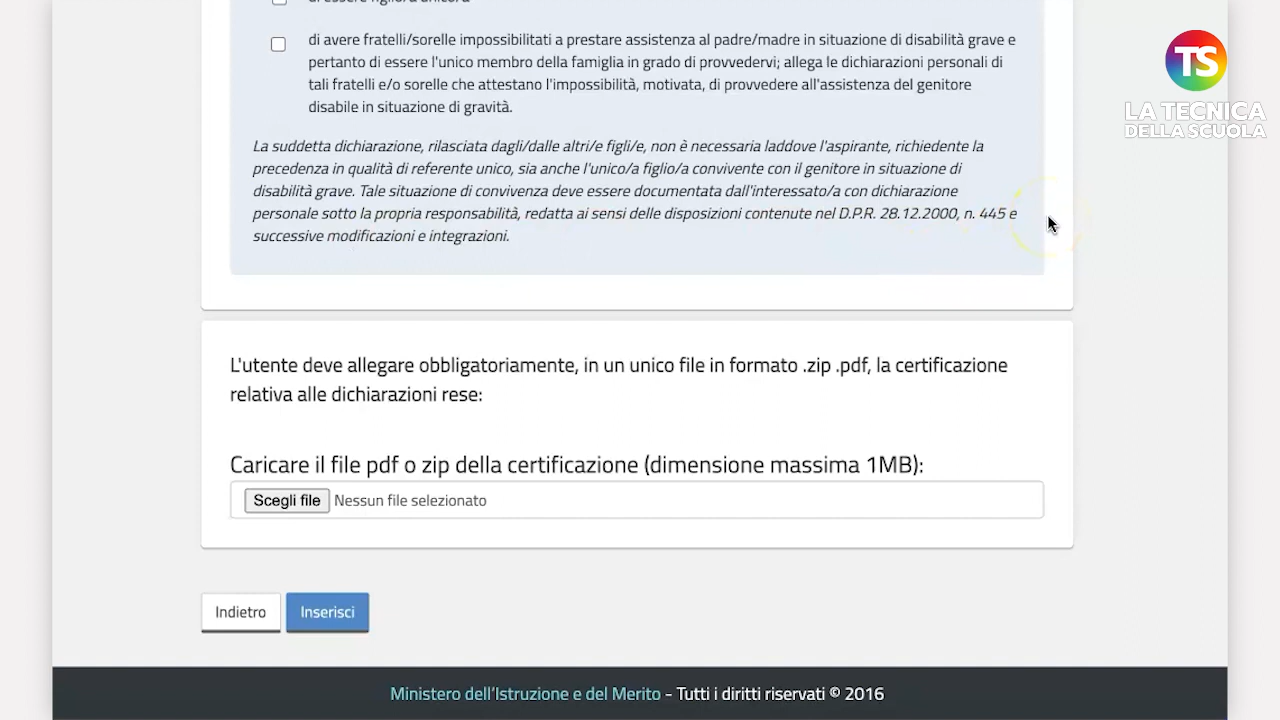 di essere figlio/a unico/a
di avere fratelli/sorelle impossibilitati a prestare assistenza al padre/madre in situazione di disabilità grave e
pertanto di essere l'unico membro della famiglia in grado di provvedervi; allega le dichiarazioni personali di
tali fratelli e/o sorelle che attestano l'impossibilità, motivata, di provvedere all'assistenza del genitore
disabile in situazione di gravità.
La suddetta dichiarazione, rilasciata dagli/dalle altri/e figli/e, non è necessaria laddove l'aspirante, richiedente la
precedenza in qualità di referente unico, sia anche l'unico/a figlio/a convivente con il genitore in situazione di
disabilità grave. Tale situazione di convivenza deve essere documentata dall'interessato/a con dichiarazione
personale sotto la propria responsabilità, redatta ai sensi delle disposizioni contenute nel D.P.R. 28.12.2000, n. 445 e
successive modificazioni e integrazioni.
L'utente deve allegare obbligatoriamente, in un unico file in formato .zip .pdf, la certificazione
relativa alle dichiarazioni rese:
Caricare il file pdf o zip della certificazione (dimensione massima 1MB):
Scegli file Nessun file selezionato
Indietro Inserisci
Ministero dell'Istruzione e del Merito - Tutti i diritti riservati © 2016
TS
LA TECNICA
DELLA SCUOLA